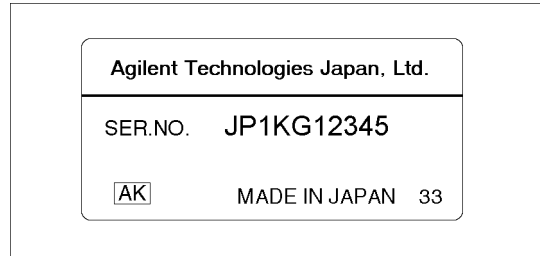 Agilent Technologies Japan, Ltd.
SER.NO. JP1KG12345
AK MADE IN JAPAN 33